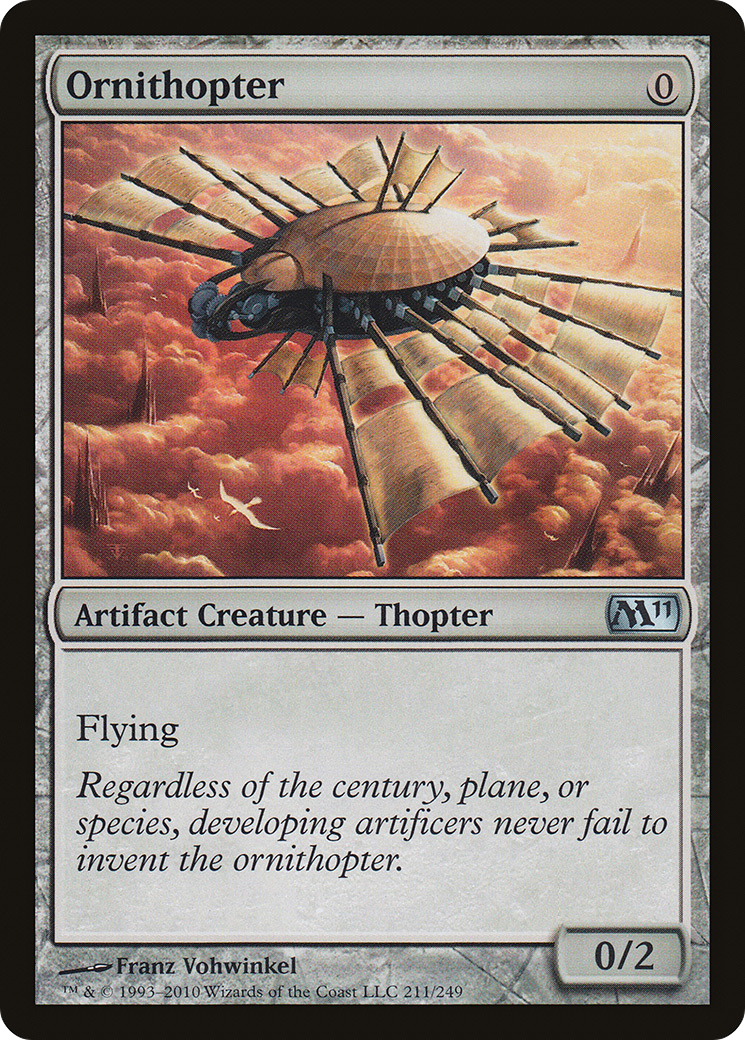 Ornithopter 0
Artifact Creature — Thopter M11
Flying
Regardless of the century, plane, or
species, developing artificers never fail to
invent the ornithopter.
0/2
Franz Vohwinkel
™ & © 1993–2010 Wizards of the Coast LLC 211/249